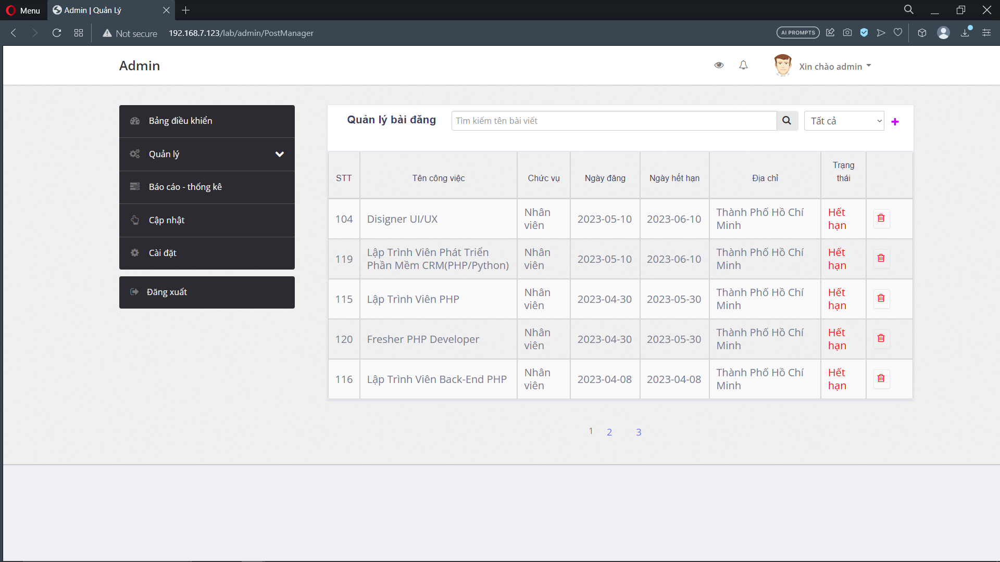 Menu
Admin | Quản Lý
Not secure
192.168.7.123/lab/admin/PostManager
AI PROMPTS
Admin
Xin chào admin
Bảng điều khiển
Quản lý
Báo cáo - thống kê
Cập nhật
Cài đặt
Đăng xuất
Quản lý bài đăng
Tìm kiếm tên bài viết
Tất cả
STT
Tên công việc
Chức vụ
Ngày đăng
Ngày hết hạn
Địa chỉ
Trạng
thái
104
Disigner UI/UX
Nhân
viên
2023-05-10
2023-06-10
Thành Phố Hồ Chí
Minh
Hết
hạn
119
Lập Trình Viên Phát Triển
Phần Mềm CRM(PHP/Python)
Nhân
viên
2023-05-10
2023-06-10
Thành Phố Hồ Chí
Minh
Hết
hạn
115
Lập Trình Viên PHP
Nhân
viên
2023-04-30
2023-05-30
Thành Phố Hồ Chí
Minh
Hết
hạn
120
Fresher PHP Developer
Nhân
viên
2023-04-30
2023-05-30
Thành Phố Hồ Chí
Minh
Hết
hạn
116
Lập Trình Viên Back-End PHP
Nhân
viên
2023-04-08
2023-04-08
Thành Phố Hồ Chí
Minh
Hết
hạn
1
2
3